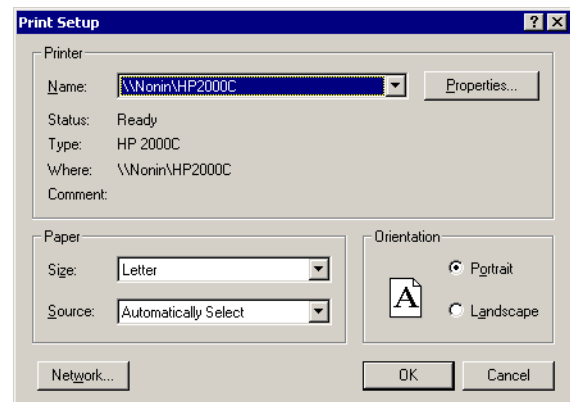 Print Setup
Printer
Name: \\Nonin\HP2000C Properties...
Status: Ready
Type: HP 2000C
Where: \\Nonin\HP2000C
Comment:
Paper
Size: Letter
Source: Automatically Select
Orientation
A
Portrait
Landscape
Network... OK Cancel